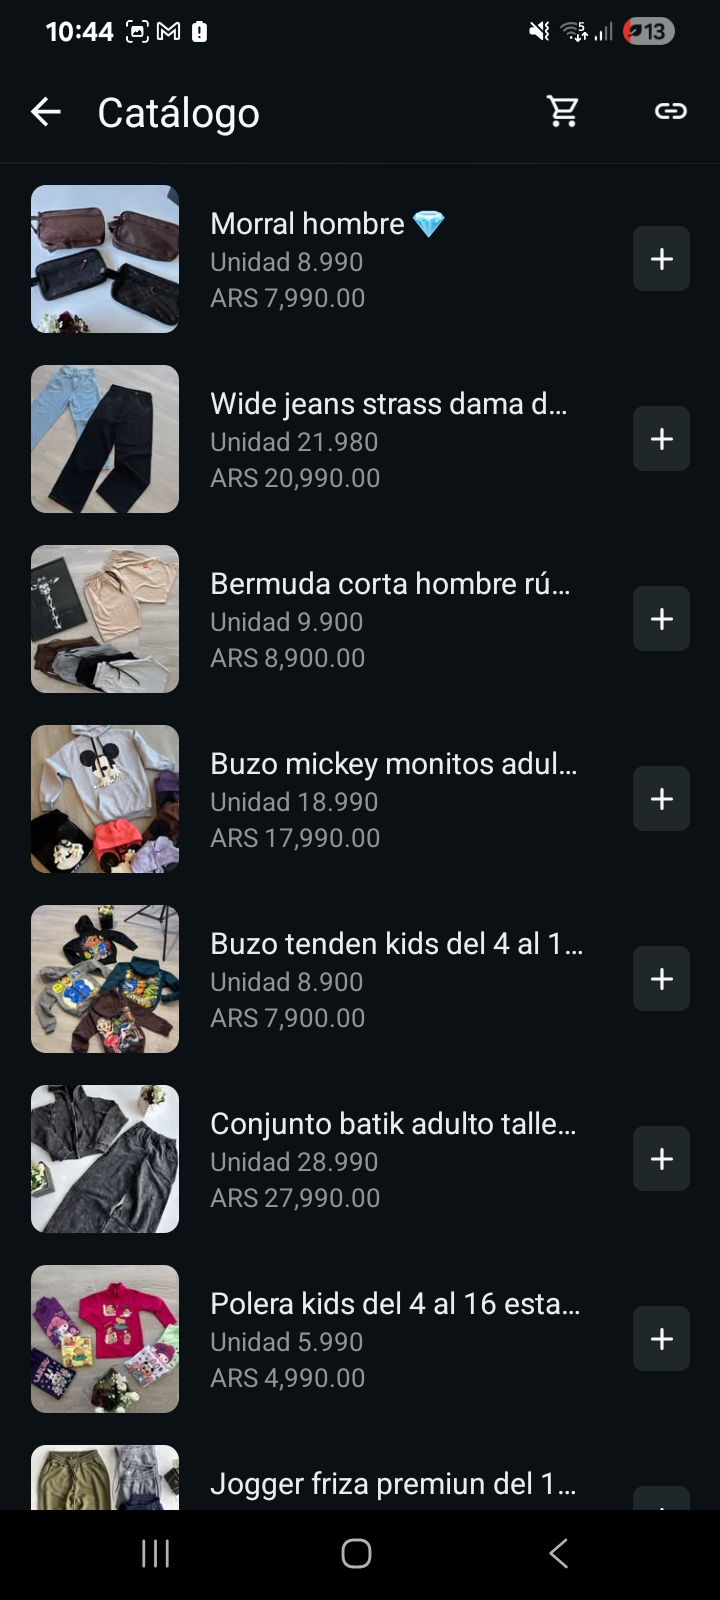 10:44
13
Catálogo
Morral hombre 💎
Unidad 8.990
ARS 7,990.00
Wide jeans strass dama d...
Unidad 21.980
ARS 20,990.00
Bermuda corta hombre rú...
Unidad 9.900
ARS 8,900.00
Buzo mickey monitos adul...
Unidad 18.990
ARS 17,990.00
Buzo tenden kids del 4 al 1...
Unidad 8.900
ARS 7,900.00
Conjunto batik adulto talle...
Unidad 28.990
ARS 27,990.00
Polera kids del 4 al 16 esta...
Unidad 5.990
ARS 4,990.00
Jogger friza premiun del 1...